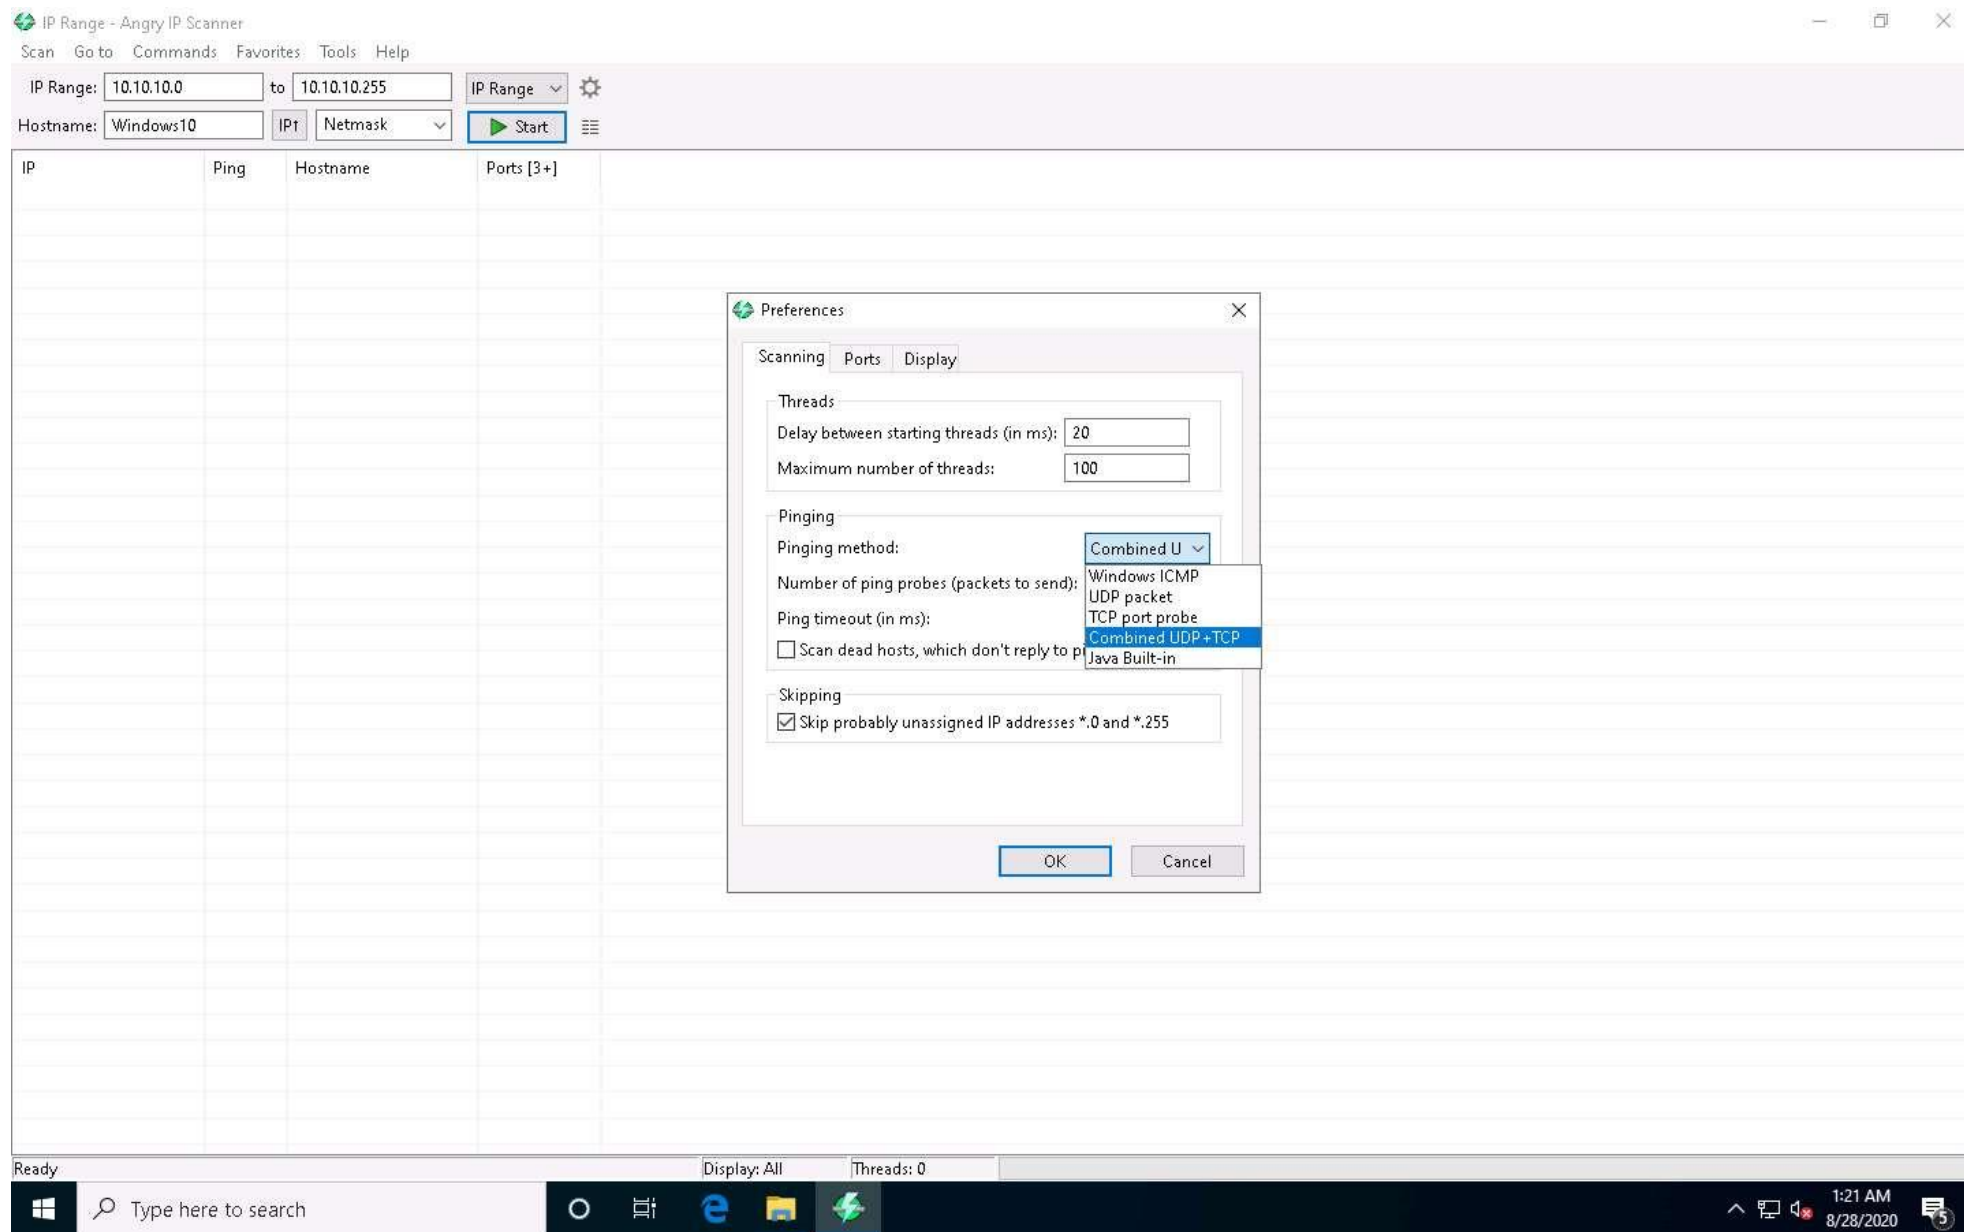 IP Range - Angry IP Scanner
Scan Go to Commands Favorites Tools Help
IP Range: 10.10.10.0 to 10.10.10.255 IP Range
Hostname: Windows10 IP↑ Netmask Start
IP Ping Hostname Ports [3+]
Preferences
Scanning Ports Display
Threads
Delay between starting threads (in ms): 20
Maximum number of threads: 100
Pinging
Pinging method: Combined U
Windows ICMP
Number of ping probes (packets to send):
UDP packet
TCP port probe
Ping timeout (in ms):
Combined UDP+TCP
Scan dead hosts, which don't reply to pi
Java Built-in
Skipping
Skip probably unassigned IP addresses *.0 and *.255
OK Cancel
Ready Display: All Threads: 0
Type here to search
1:21 AM
8/28/2020
5